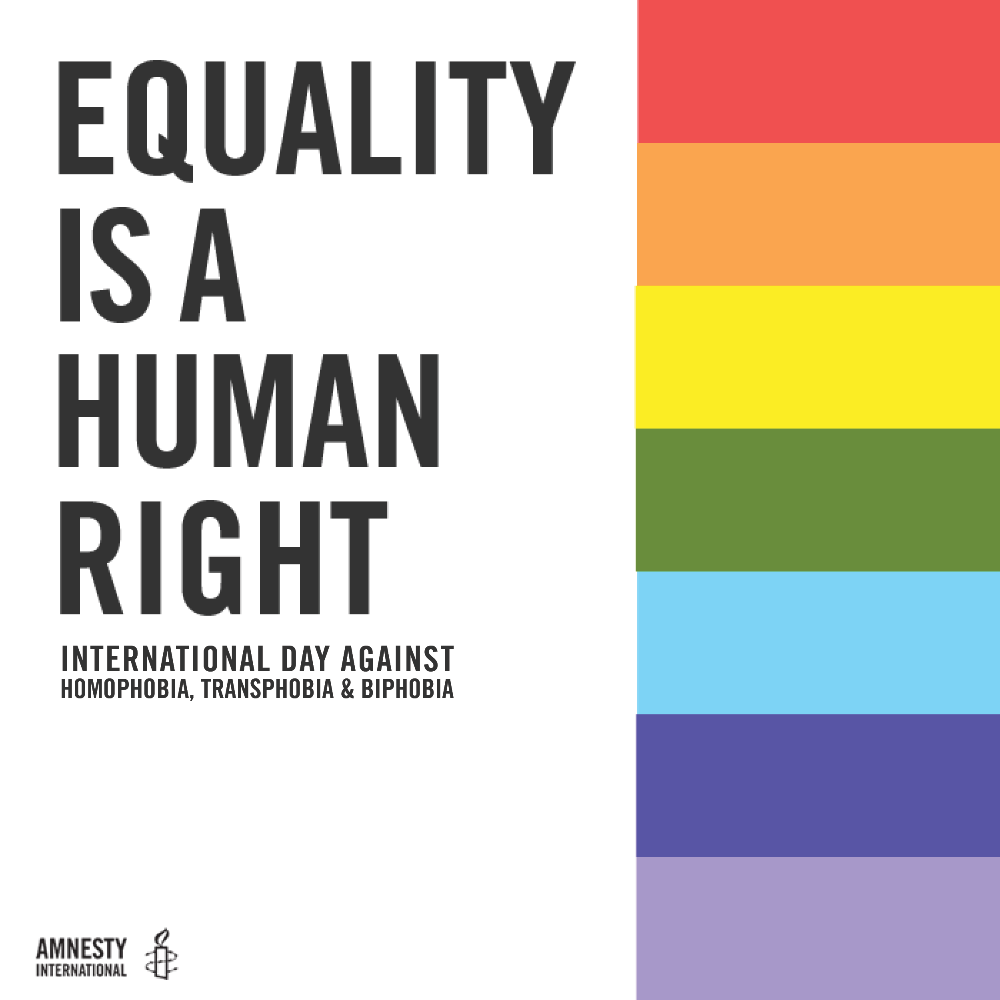 EQUALITY
IS A
HUMAN
RIGHT
INTERNATIONAL DAY AGAINST
HOMOPHOBIA, TRANSPHOBIA & BIPHOBIA
AMNESTY
INTERNATIONAL